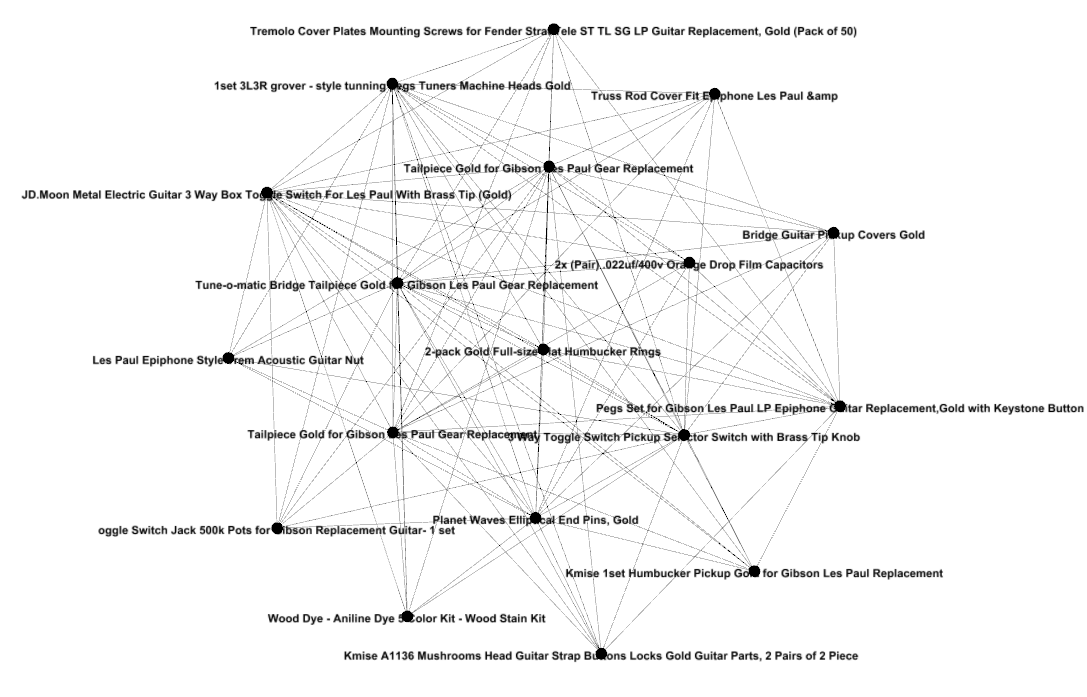 Tremolo Cover Plates Mounting Screws for Fender Strat Tele ST TL SG LP Guitar Replacement, Gold (Pack of 50)
1set 3L3R grover - style tunning pegs Tuners Machine Heads Gold
Truss Rod Cover Fit Epiphone Les Paul &amp
Tailpiece Gold for Gibson Les Paul Gear Replacement
JD.Moon Metal Electric Guitar 3 Way Box Toggle Switch For Les Paul With Brass Tip (Gold)
Bridge Guitar Pickup Covers Gold
2x (Pair) .022uf/400v Orange Drop Film Capacitors
Tune-o-matic Bridge Tailpiece Gold for Gibson Les Paul Gear Replacement
2-pack Gold Full-size Flat Humbucker Rings
Les Paul Epiphone Style Prem Acoustic Guitar Nut
Pegs Set for Gibson Les Paul LP Epiphone Guitar Replacement,Gold with Keystone Button
Tailpiece Gold for Gibson Les Paul Gear Replacement
3 Way Toggle Switch Pickup Selector Switch with Brass Tip Knob
Planet Waves Elliptical End Pins, Gold
oggle Switch Jack 500k Pots for Gibson Replacement Guitar- 1 set
Kmise 1set Humbucker Pickup Gold for Gibson Les Paul Replacement
Wood Dye - Aniline Dye 5 Color Kit - Wood Stain Kit
Kmise A1136 Mushrooms Head Guitar Strap Buttons Locks Gold Guitar Parts, 2 Pairs of 2 Piece